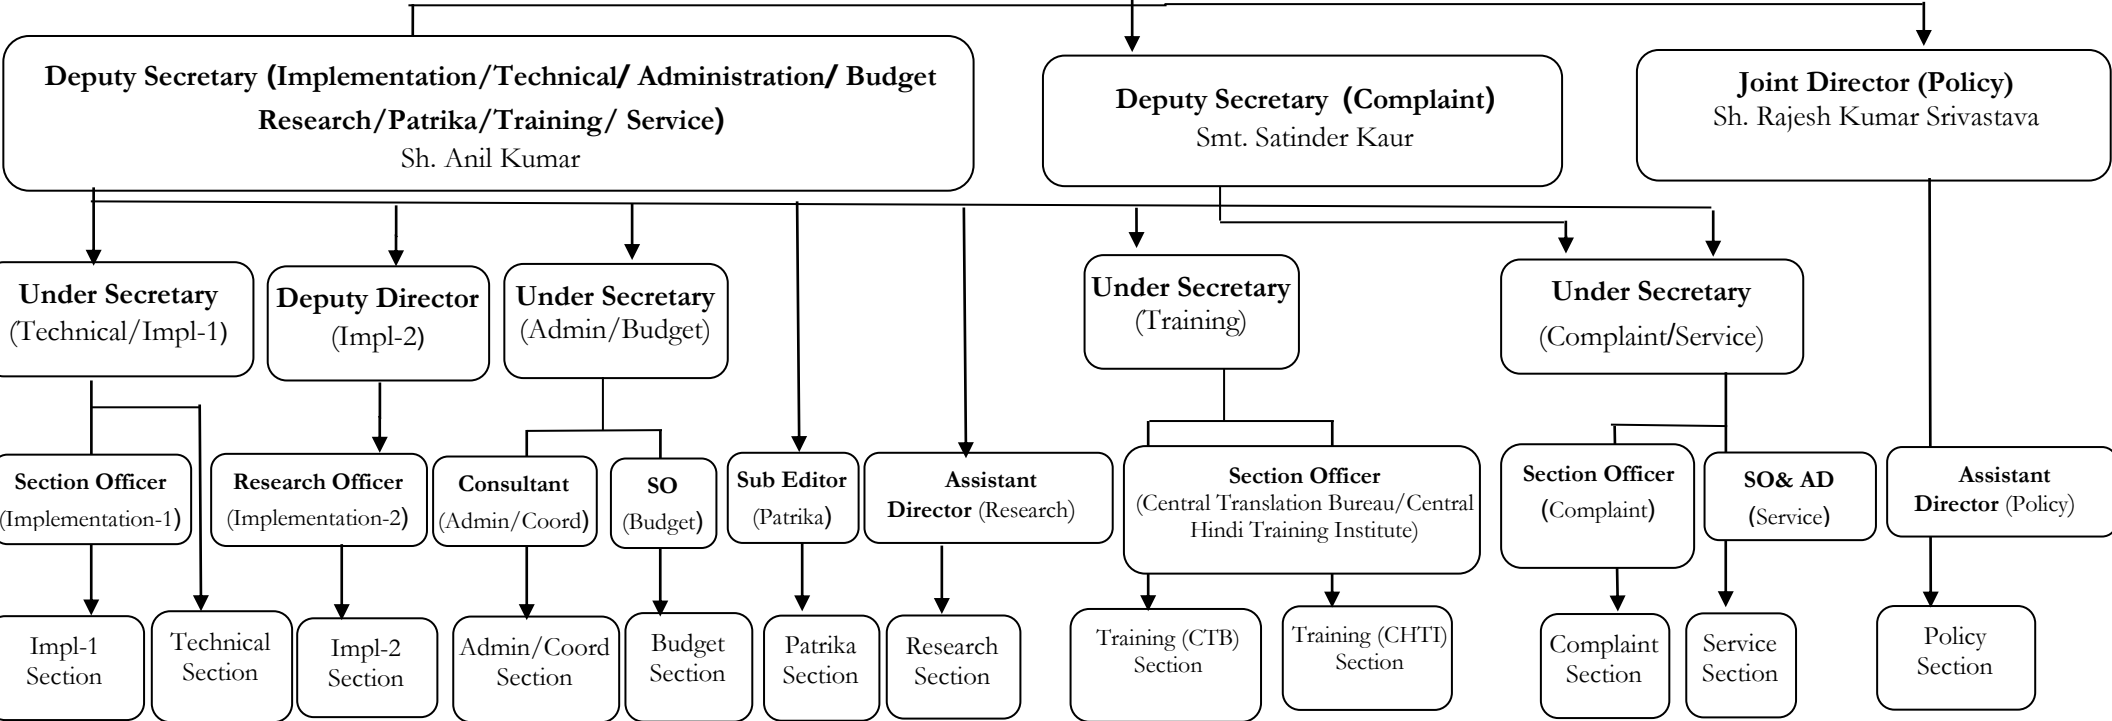 Deputy Secretary (Implementation/Technical/ Administration/ Budget
Research/Patrika/Training/ Service)
Sh. Anil Kumar
Deputy Secretary (Complaint)
Smt. Satinder Kaur
Joint Director (Policy)
Sh. Rajesh Kumar Srivastava
Under Secretary
(Technical/Impl-1)
Deputy Director
(Impl-2)
Under Secretary
(Admin/Budget)
Under Secretary
(Training)
Under Secretary
(Complaint/Service)
Section Officer
(Implementation-1)
Research Officer
(Implementation-2)
Consultant
(Admin/Coord)
SO
(Budget)
Sub Editor
(Patrika)
Assistant
Director (Research)
Section Officer
(Central Translation Bureau/Central
Hindi Training Institute)
Section Officer
(Complaint)
SO& AD
(Service)
Assistant
Director (Policy)
Impl-1
Section
Technical
Section
Impl-2
Section
Admin/Coord
Section
Budget
Section
Patrika
Section
Research
Section
Training (CTB)
Section
Training (CHTI)
Section
Complaint
Section
Service
Section
Policy
Section